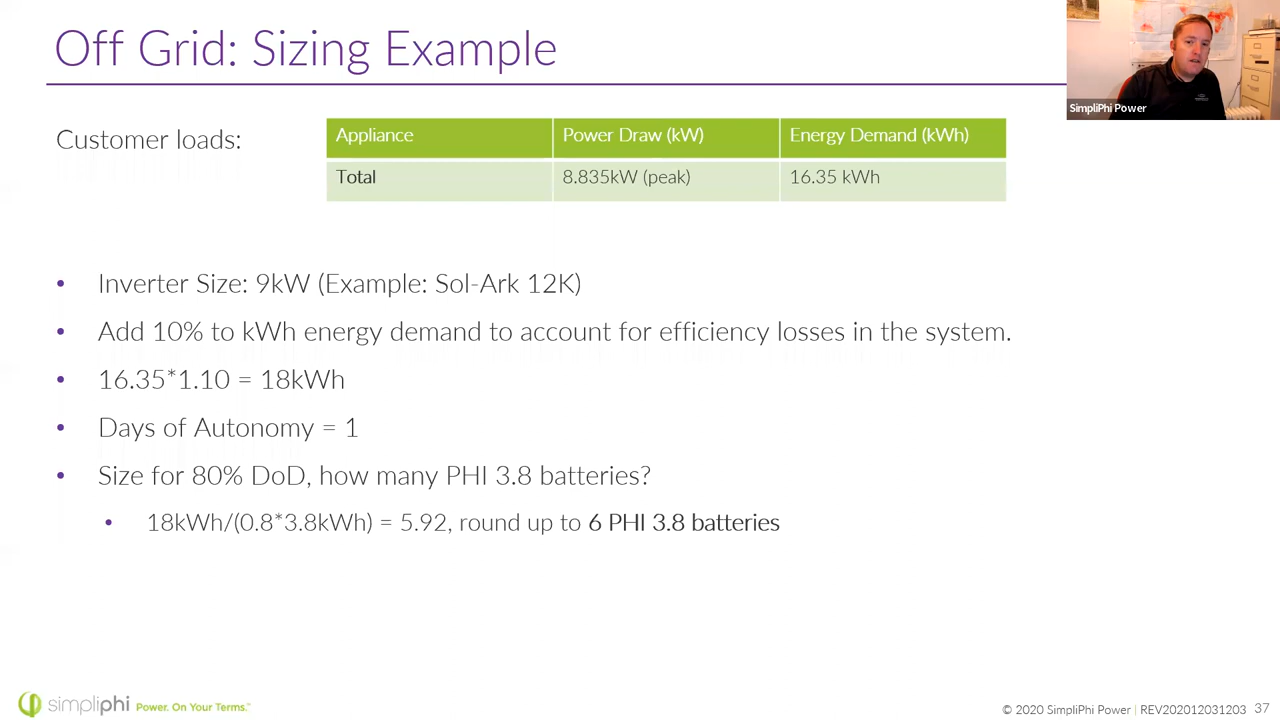 Off Grid: Sizing Example
SimpliPhi Power
Customer loads:
Appliance Power Draw (kW) Energy Demand (kWh)
Total 8.835kW (peak) 16.35 kWh
• Inverter Size: 9kW (Example: Sol-Ark 12K)
• Add 10% to kWh energy demand to account for efficiency losses in the system.
• 16.35*1.10 = 18kWh
• Days of Autonomy = 1
• Size for 80% DoD, how many PHI 3.8 batteries?
• 18kWh/(0.8*3.8kWh) = 5.92, round up to 6 PHI 3.8 batteries
simpliphi Power. On Your Terms.™
© 2020 SimpliPhi Power | REV202012031203 37